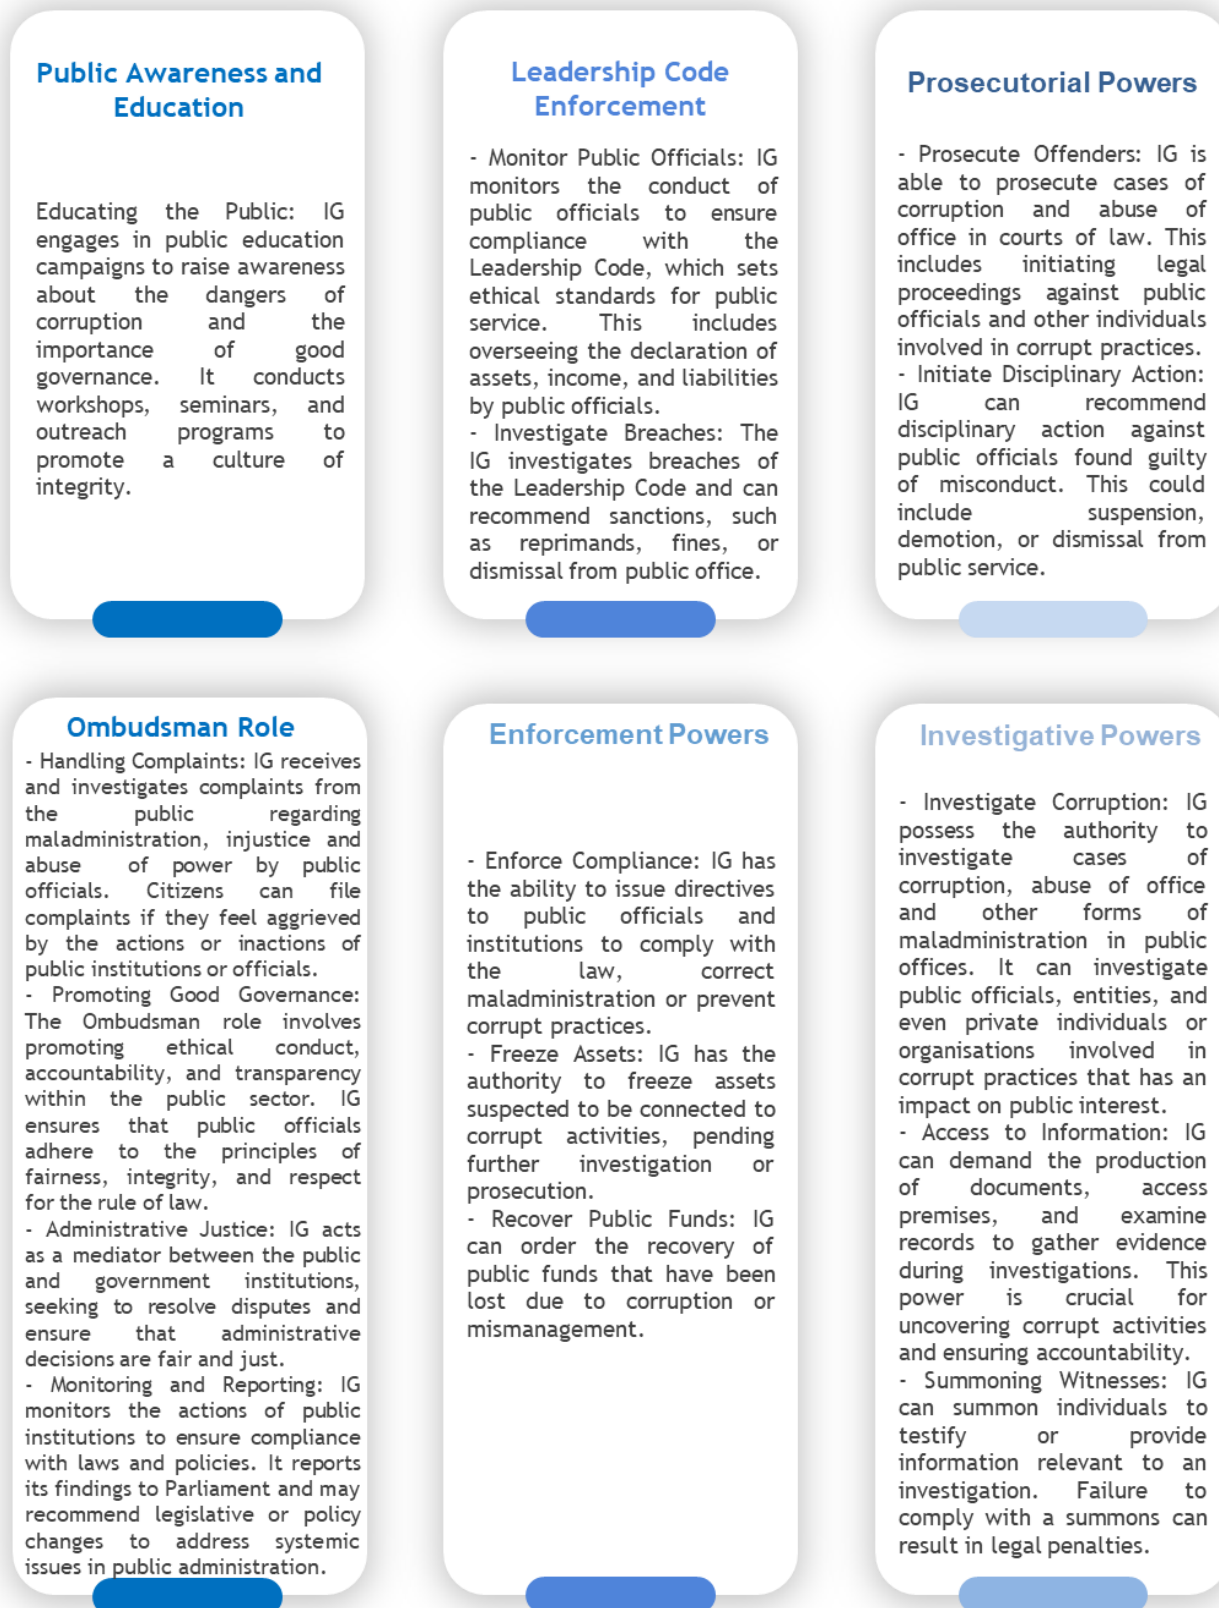 Public Awareness and
Education
Educating the Public: IG
engages in public education
campaigns to raise awareness
about the dangers of
corruption and the
importance of good
governance. It conducts
workshops, seminars, and
outreach programs to
promote a culture of
integrity.
Leadership Code
Enforcement
- Monitor Public Officials: IG
monitors the conduct of
public officials to ensure
compliance with the
Leadership Code, which sets
ethical standards for public
service. This includes
overseeing the declaration of
assets, income, and liabilities
by public officials.
- Investigate Breaches: The
IG investigates breaches of
the Leadership Code and can
recommend sanctions, such
as reprimands, fines, or
dismissal from public office.
Prosecutorial Powers
- Prosecute Offenders: IG is
able to prosecute cases of
corruption and abuse of
office in courts of law. This
includes initiating legal
proceedings against public
officials and other individuals
involved in corrupt practices.
- Initiate Disciplinary Action:
IG can recommend
disciplinary action against
public officials found guilty
of misconduct. This could
include suspension,
demotion, or dismissal from
public service.
Ombudsman Role
- Handling Complaints: IG receives
and investigates complaints from
the public regarding
maladministration, injustice and
abuse of power by public
officials. Citizens can file
complaints if they feel aggrieved
by the actions or inactions of
public institutions or officials.
- Promoting Good Governance:
The Ombudsman role involves
promoting ethical conduct,
accountability, and transparency
within the public sector. IG
ensures that public officials
adhere to the principles of
fairness, integrity, and respect
for the rule of law.
- Administrative Justice: IG acts
as a mediator between the public
and government institutions,
seeking to resolve disputes and
ensure that administrative
decisions are fair and just.
- Monitoring and Reporting: IG
monitors the actions of public
institutions to ensure compliance
with laws and policies. It reports
its findings to Parliament and may
recommend legislative or policy
changes to address systemic
issues in public administration.
Enforcement Powers
- Enforce Compliance: IG has
the ability to issue directives
to public officials and
institutions to comply with
the law, correct
maladministration or prevent
corrupt practices.
- Freeze Assets: IG has the
authority to freeze assets
suspected to be connected to
corrupt activities, pending
further investigation or
prosecution.
- Recover Public Funds: IG
can order the recovery of
public funds that have been
lost due to corruption or
mismanagement.
Investigative Powers
- Investigate Corruption: IG
possess the authority to
investigate cases of
corruption, abuse of office
and other forms of
maladministration in public
offices. It can investigate
public officials, entities, and
even private individuals or
organisations involved in
corrupt practices that has an
impact on public interest.
- Access to Information: IG
can demand the production
of documents, access
premises, and examine
records to gather evidence
during investigations. This
power is crucial for
uncovering corrupt activities
and ensuring accountability.
- Summoning Witnesses: IG
can summon individuals to
testify or provide
information relevant to an
investigation. Failure to
comply with a summons can
result in legal penalties.